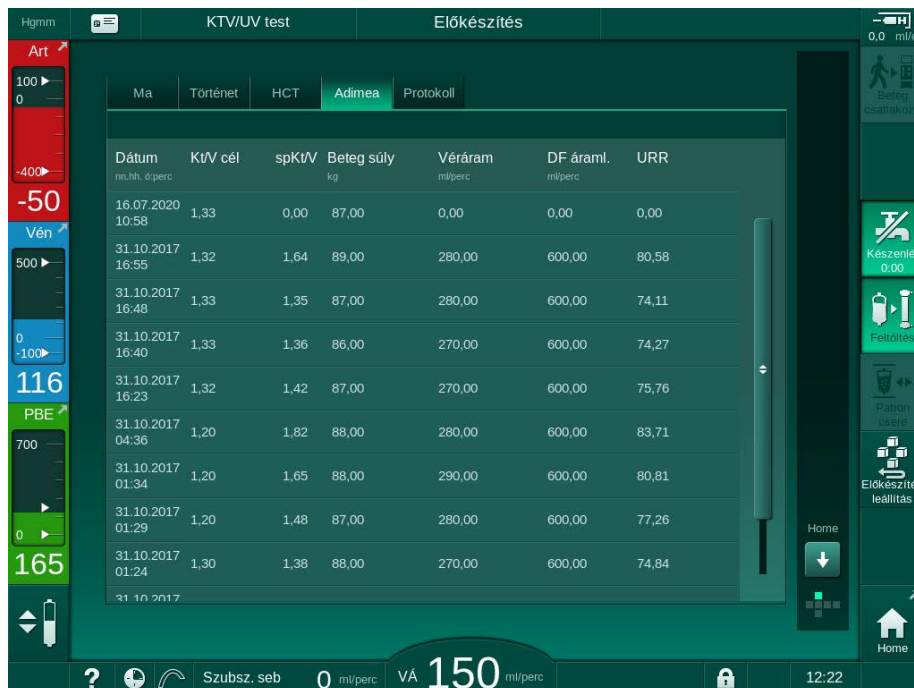 Hgmm
KTV/UV test
Előkészítés
0,0 ml/
Art
100
0
-400
-50
Vén
500
0
-100
116
PBE
700
0
165
Ma Történet HCT Adimea Protokoll
Dátum Kt/V cél spKt/V Beteg súly Véráram DF áraml. URR
nn.hh. ó:perc kg ml/perc ml/perc
16.07.2020 10:58 1,33 0,00 87,00 0,00 0,00 0,00
31.10.2017 16:55 1,32 1,64 89,00 280,00 600,00 80,58
31.10.2017 16:48 1,33 1,35 87,00 280,00 600,00 74,11
31.10.2017 16:40 1,33 1,36 86,00 270,00 600,00 74,27
31.10.2017 16:23 1,32 1,42 87,00 270,00 600,00 75,76
31.10.2017 04:36 1,20 1,82 88,00 280,00 600,00 83,71
31.10.2017 01:34 1,20 1,65 88,00 290,00 600,00 80,81
31.10.2017 01:29 1,20 1,48 87,00 280,00 600,00 77,26
31.10.2017 01:24 1,30 1,38 88,00 270,00 600,00 74,84
31.10.2017
Home
Beteg
csatlakoz
Készenlé
0:00
Feltöltés
Patron
csere
Előkészíte
leállítás
Home
? Szubsz. seb 0 ml/perc VÁ 150 ml/perc 12:22